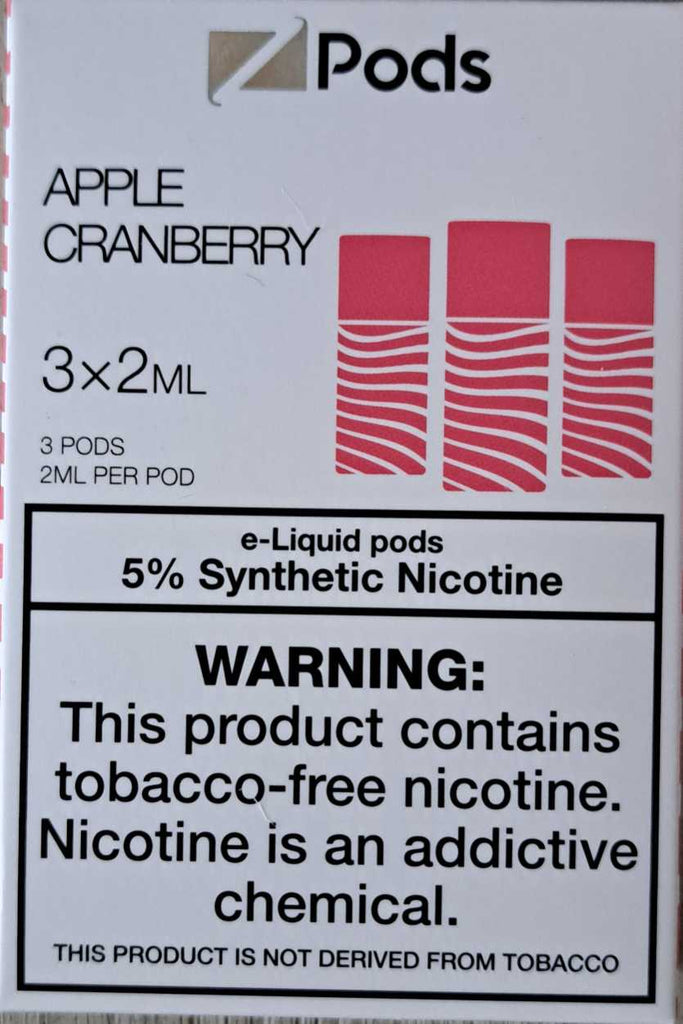 Z Pods
APPLE
CRANBERRY
3×2ML
3 PODS
2ML PER POD
e-Liquid pods
5% Synthetic Nicotine
WARNING:
This product contains
tobacco-free nicotine.
Nicotine is an addictive
chemical.
THIS PRODUCT IS NOT DERIVED FROM TOBACCO